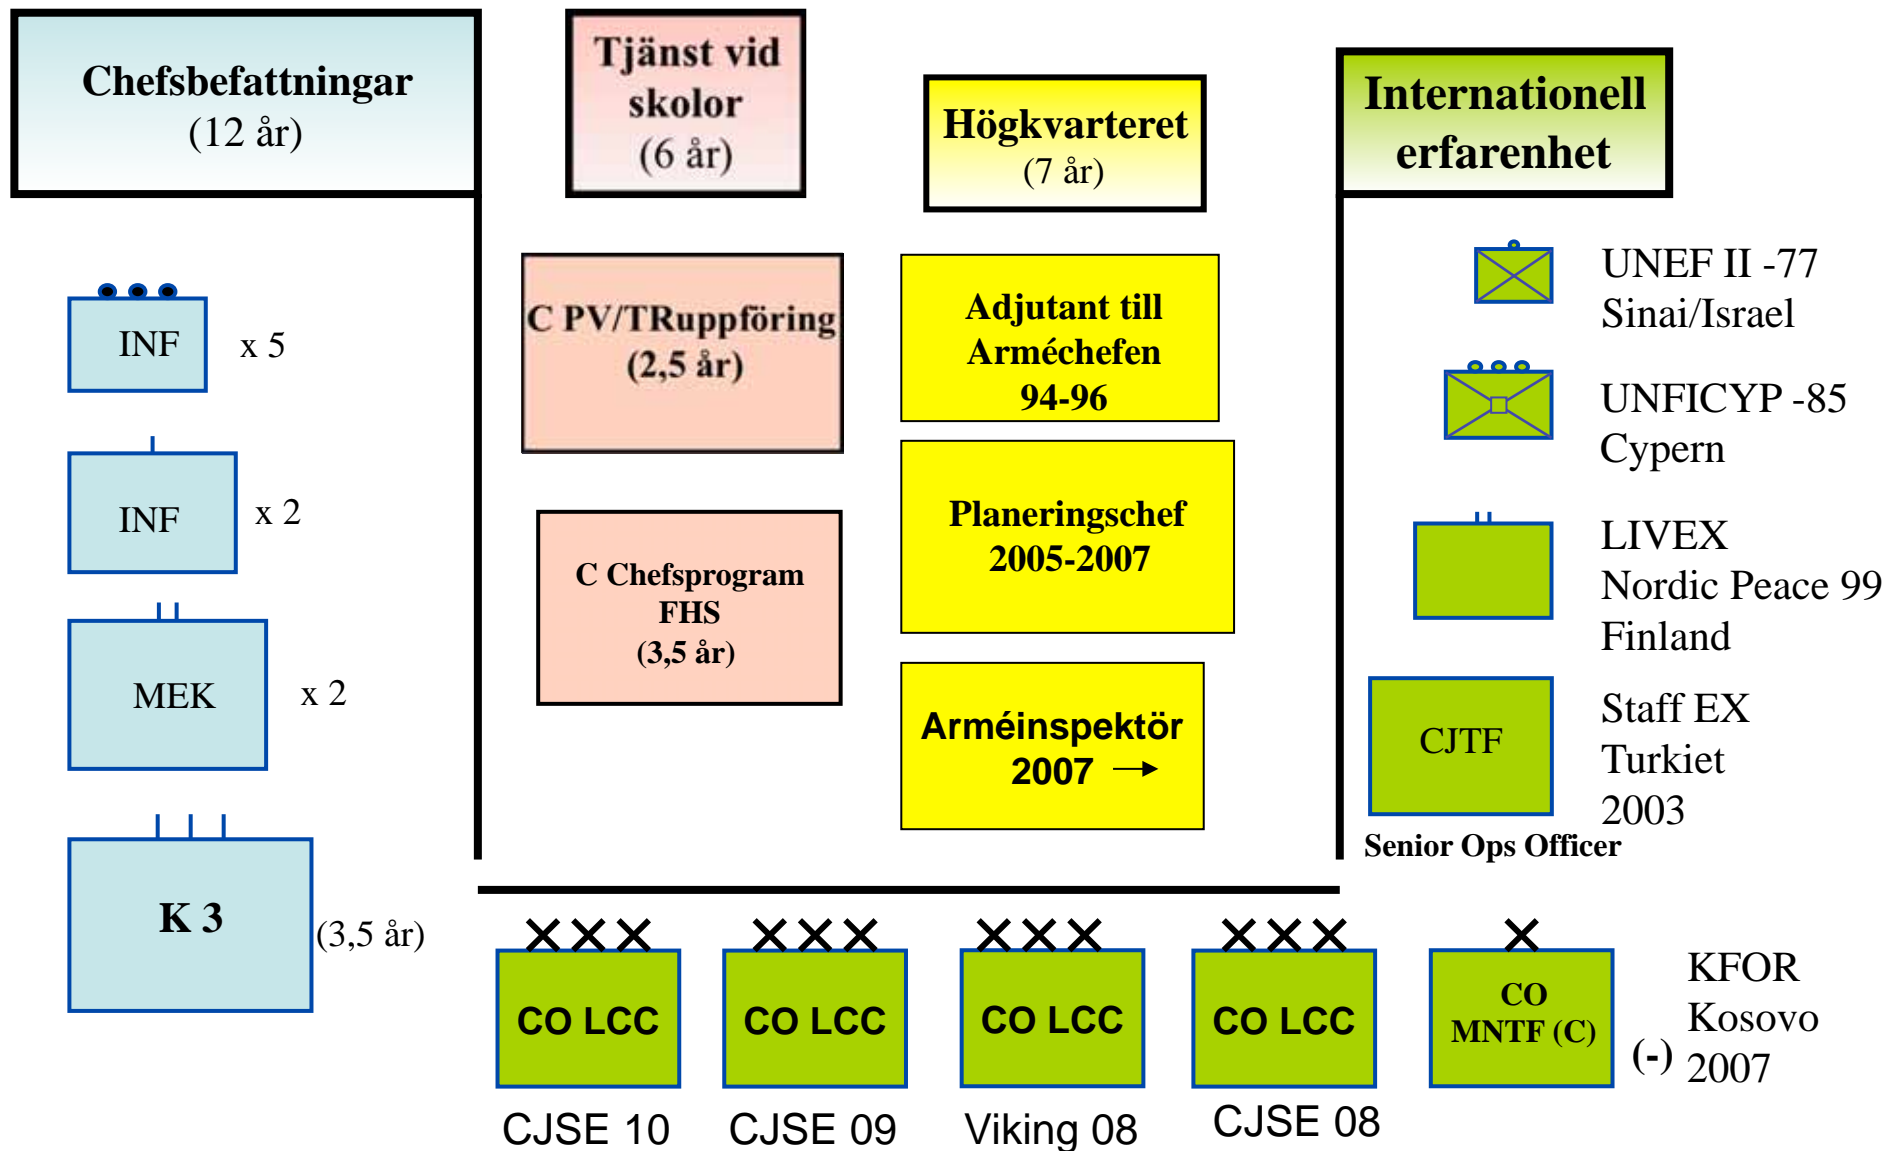 Chefsbefattningar
(12 år)
INF
x 5
INF
x 2
MEK
x 2
K 3
(3,5 år)
Tjänst vid
skolor
(6 år)
C PV/TRuppföring
(2,5 år)
C Chefsprogram
FHS
(3,5 år)
Högkvarteret
(7 år)
Adjutant till
Arméchefen
94-96
Planeringschef
2005-2007
Arméinspektör
2007 →
Internationell
erfarenhet
UNEF II -77
Sinai/Israel
UNFICYP -85
Cypern
LIVEX
Nordic Peace 99
Finland
CJTF
Staff EX
Turkiet
2003
Senior Ops Officer
CO LCC
CJSE 10
CO LCC
CJSE 09
CO LCC
Viking 08
CO LCC
CJSE 08
CO
MNTF (C)
(-)
KFOR
Kosovo
2007